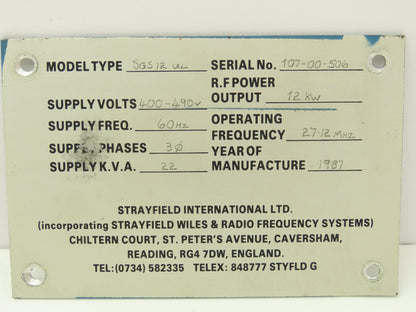 MODEL TYPE SGS12 UL SERIAL No. 107-00-506
R.F POWER
SUPPLY VOLTS 400-490V OUTPUT 12 KW
SUPPLY FREQ. 60Hz OPERATING
FREQUENCY 27.12 MHz
SUPPLY PHASES 3Ø YEAR OF
SUPPLY K.V.A. 22 MANUFACTURE 1987
STRAYFIELD INTERNATIONAL LTD.
(incorporating STRAYFIELD WILES & RADIO FREQUENCY SYSTEMS)
CHILTERN COURT, ST. PETER'S AVENUE, CAVERSHAM,
READING, RG4 7DW, ENGLAND.
TEL:(0734) 582335 TELEX: 848777 STYFLD G